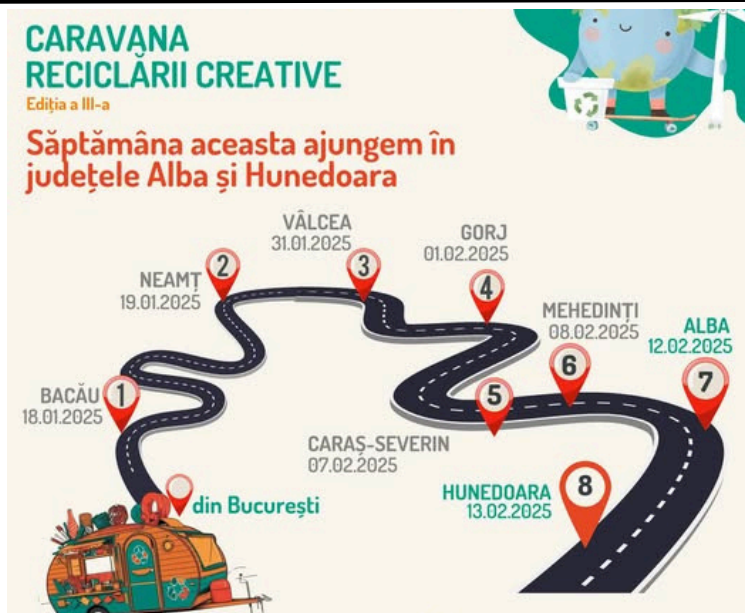 CARAVANA
RECICLĂRII CREATIVE
Ediția a III-a
Săptămâna aceasta ajungem în
județele Alba și Hunedoara
VÂLCEA
31.01.2025
GORJ
01.02.2025
NEAMȚ
19.01.2025
2
3
4
MEHEDINȚI
08.02.2025
ALBA
12.02.2025
BACĂU
18.01.2025
1
5
6
7
CARAȘ-SEVERIN
07.02.2025
HUNEDOARA
13.02.2025
8
din București